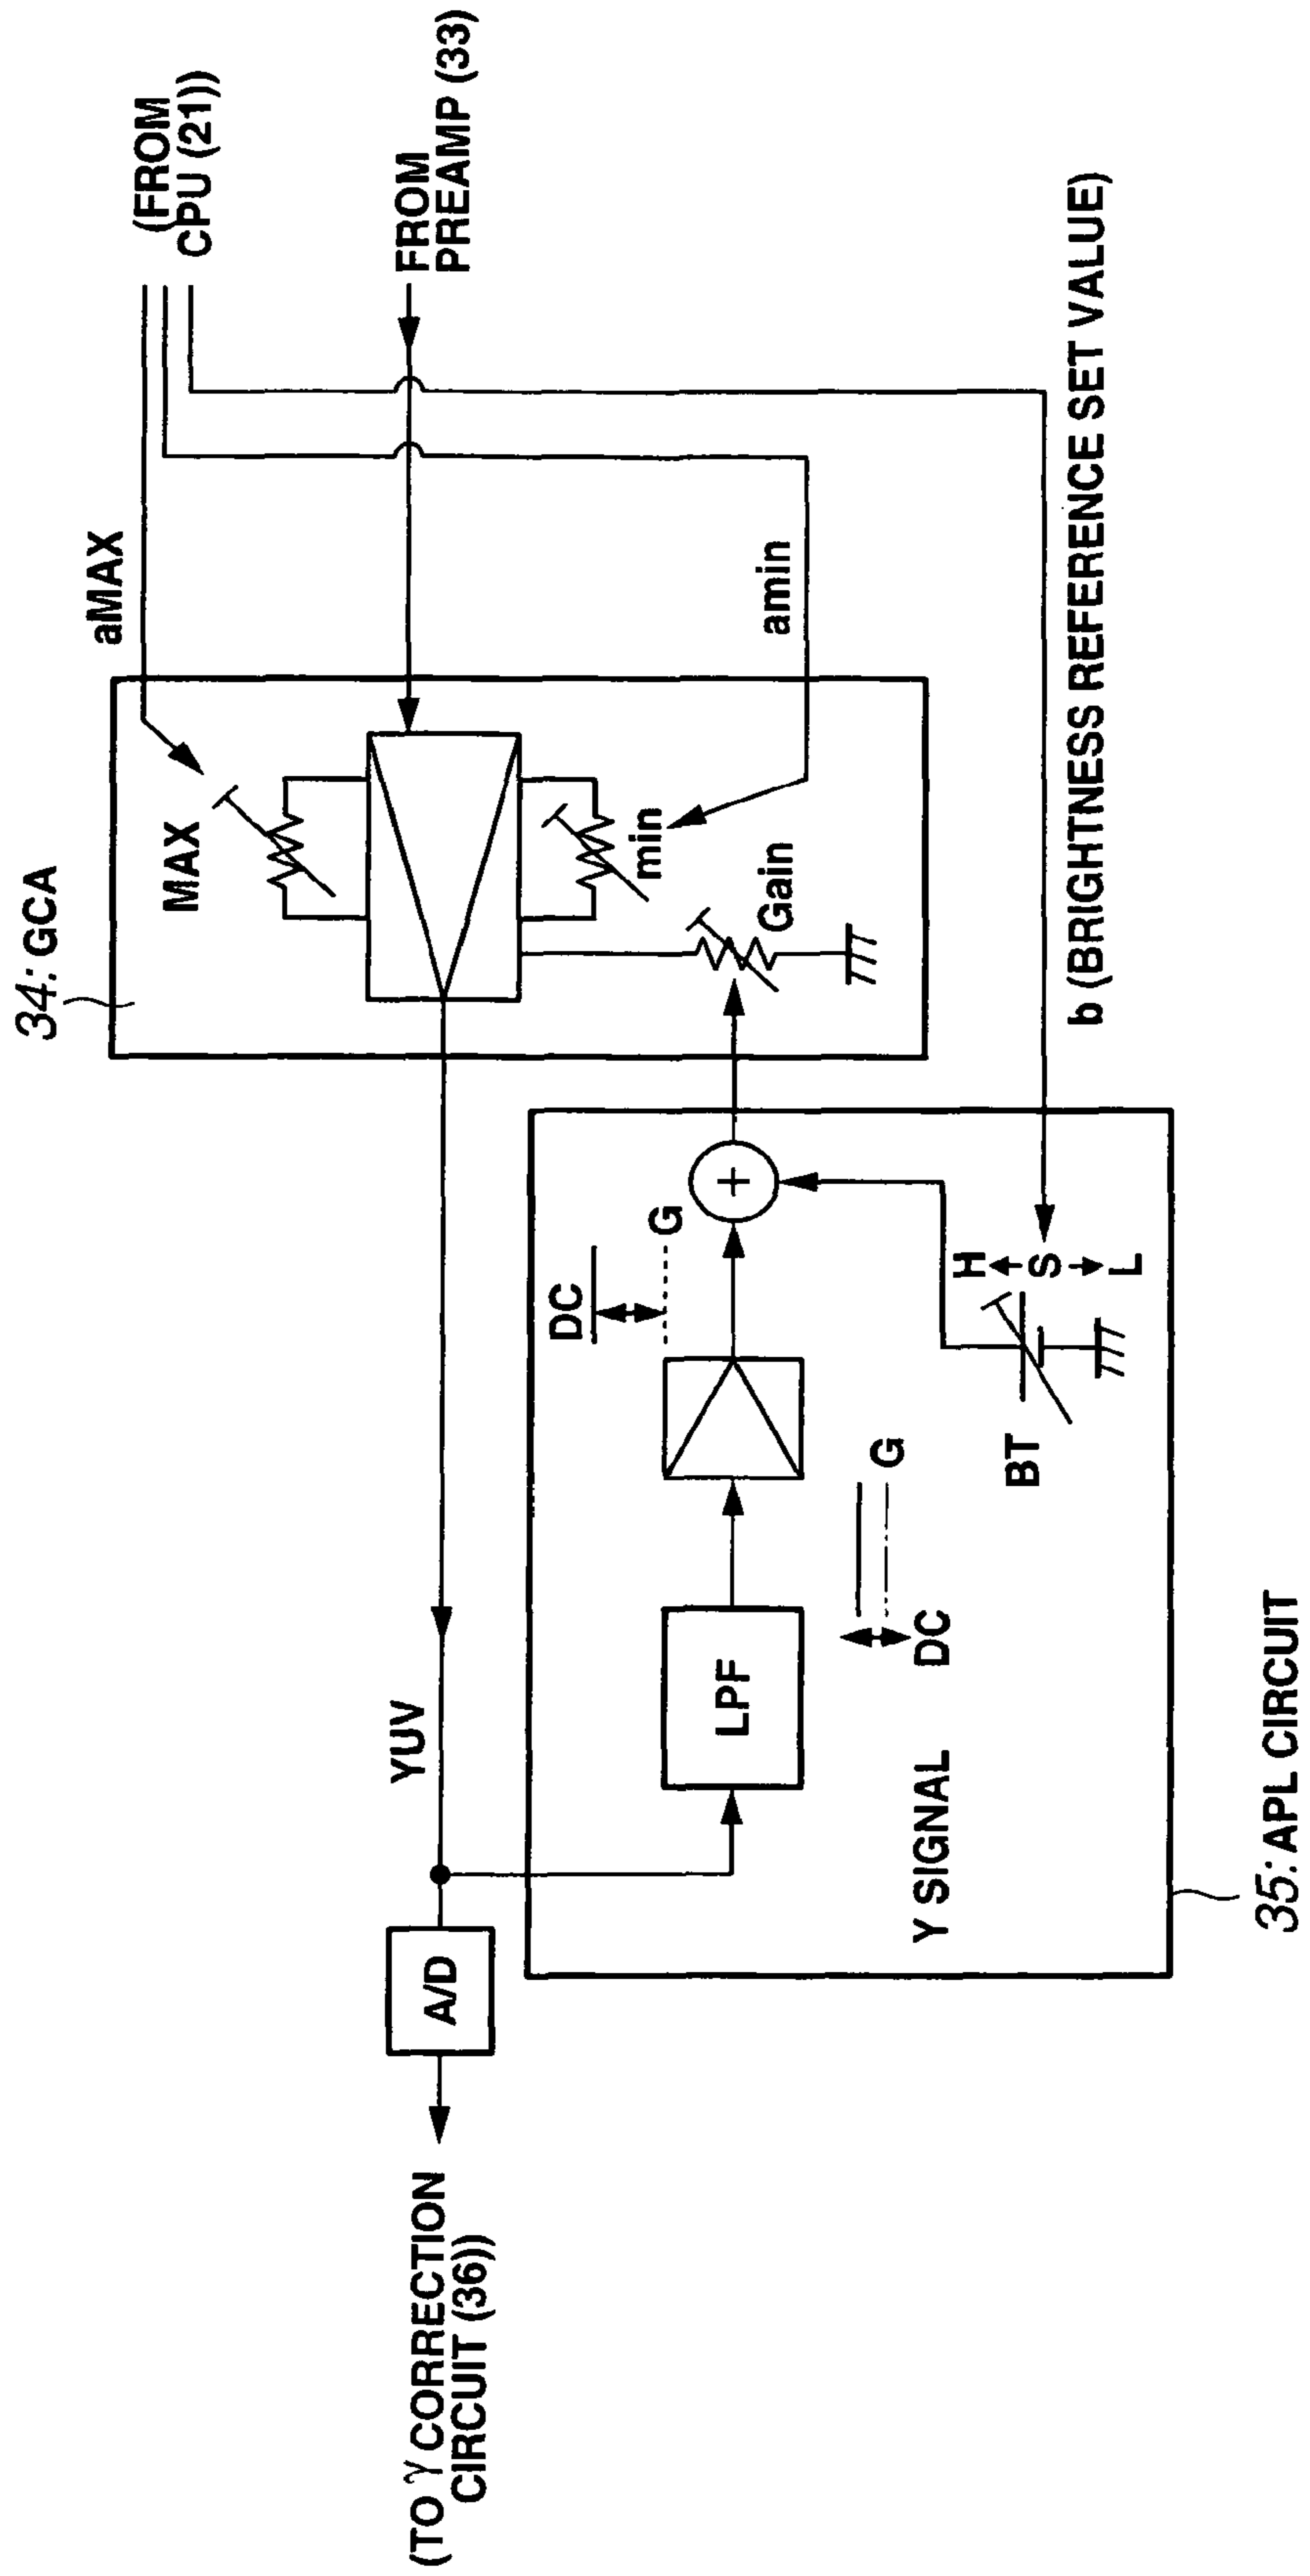 34: GCA
aMAX
(FROM
CPU (21))
MAX
FROM
PREAMP (33)
min
amin
Gain
YUV
A/D
(TO γ CORRECTION
CIRCUIT (36))
DC
G
+
LPF
G
DC
Y SIGNAL
H
S
L
BT
b (BRIGHTNESS REFERENCE SET VALUE)
35: APL CIRCUIT